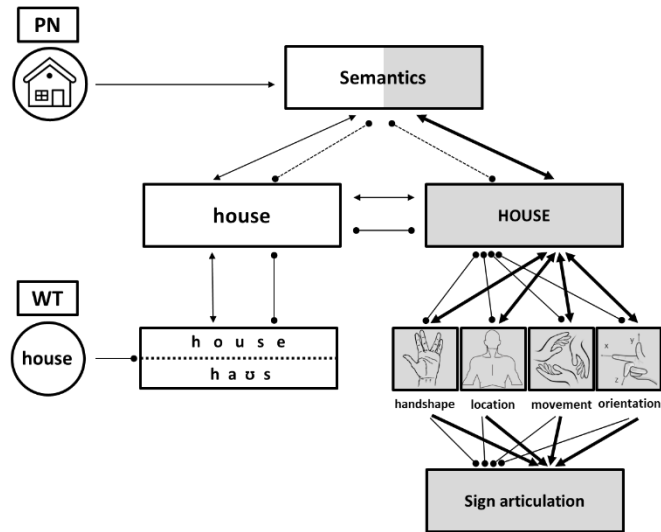 PN
Semantics
house
HOUSE
WT
house
h o u s e
h a ʊ s
x
y
z
handshape
location
movement
orientation
Sign articulation